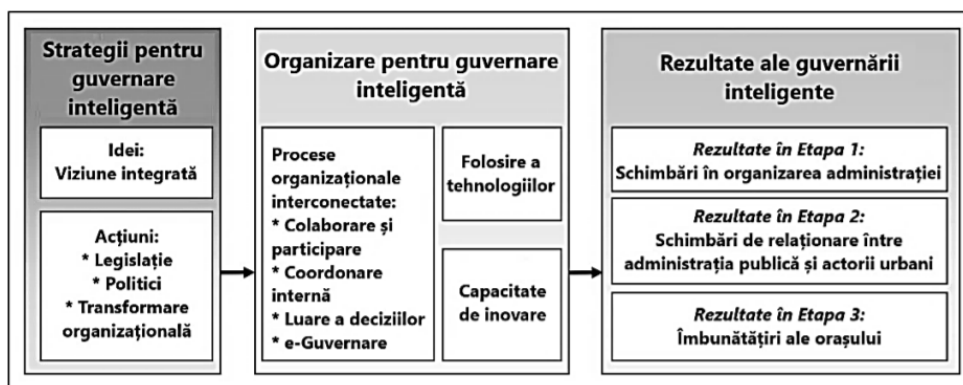 Strategii pentru
guvernare
inteligentă
Idei:
Viziune integrată
Acțiuni:
* Legislație
* Politici
* Transformare
organizațională
Organizare pentru guvernare
inteligentă
Procese
organizaționale
interconectate:
* Colaborare și
participare
* Coordonare
internă
* Luare a deciziilor
* e-Guvernare
Folosire a
tehnologiilor
Capacitate
de inovare
Rezultate ale guvernării
inteligente
Rezultate în Etapa 1:
Schimbări în organizarea administrației
Rezultate în Etapa 2:
Schimbări de relaționare între
administrația publică și actorii urbani
Rezultate în Etapa 3:
Îmbunătățiri ale orașului